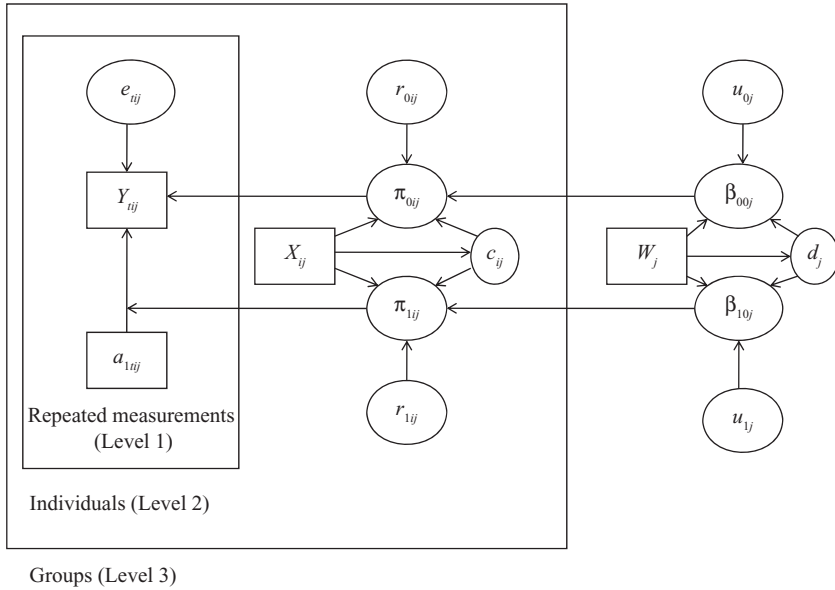 e_tij
r_0ij
u_0j
Y_tij
π_0ij
β_00j
X_ij
c_ij
W_j
d_j
π_1ij
β_10j
a_1tij
r_1ij
u_1j
Repeated measurements
(Level 1)
Individuals (Level 2)
Groups (Level 3)